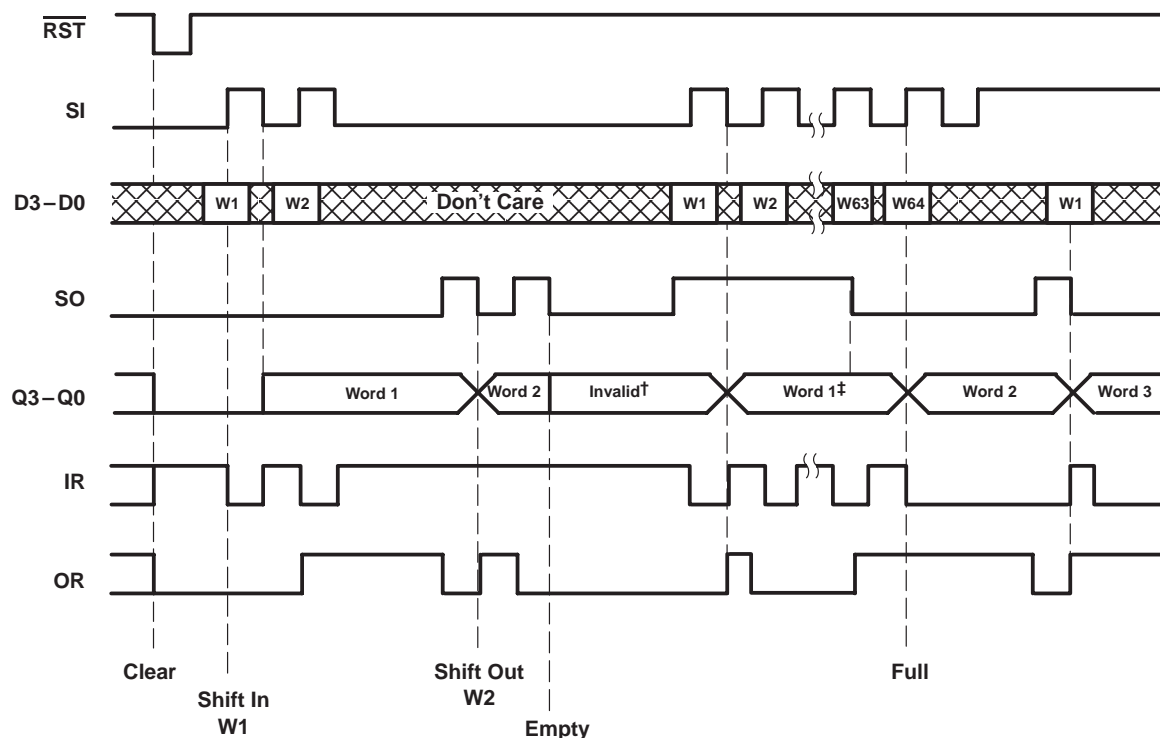 RST
SI
D3–D0
W1
W2
Don't Care
W1
W2
W63
W64
W1
SO
Q3–Q0
Word 1
Word 2
Invalid†
Word 1‡
Word 2
Word 3
IR
OR
Clear
Shift In
W1
Shift Out
W2
Empty
Full